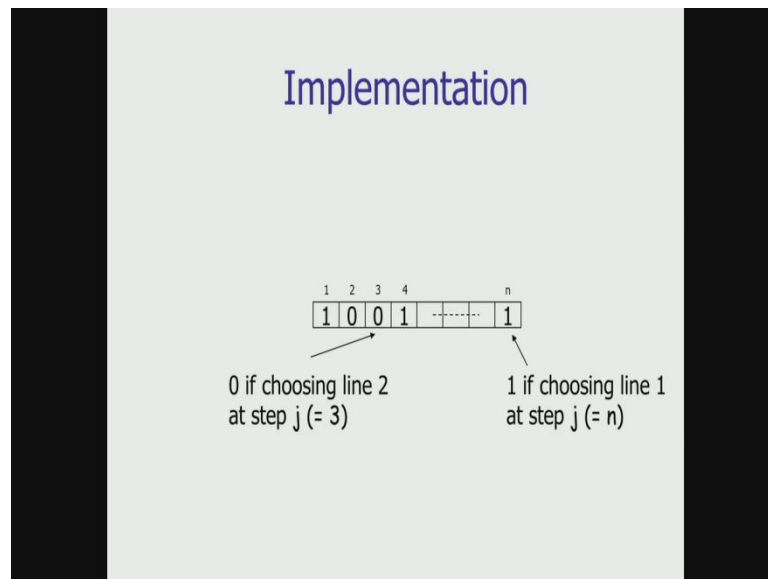 Implementation
1 2 3 4 n
1 0 0 1 1
0 if choosing line 2
at step j (= 3)
1 if choosing line 1
at step j (= n)